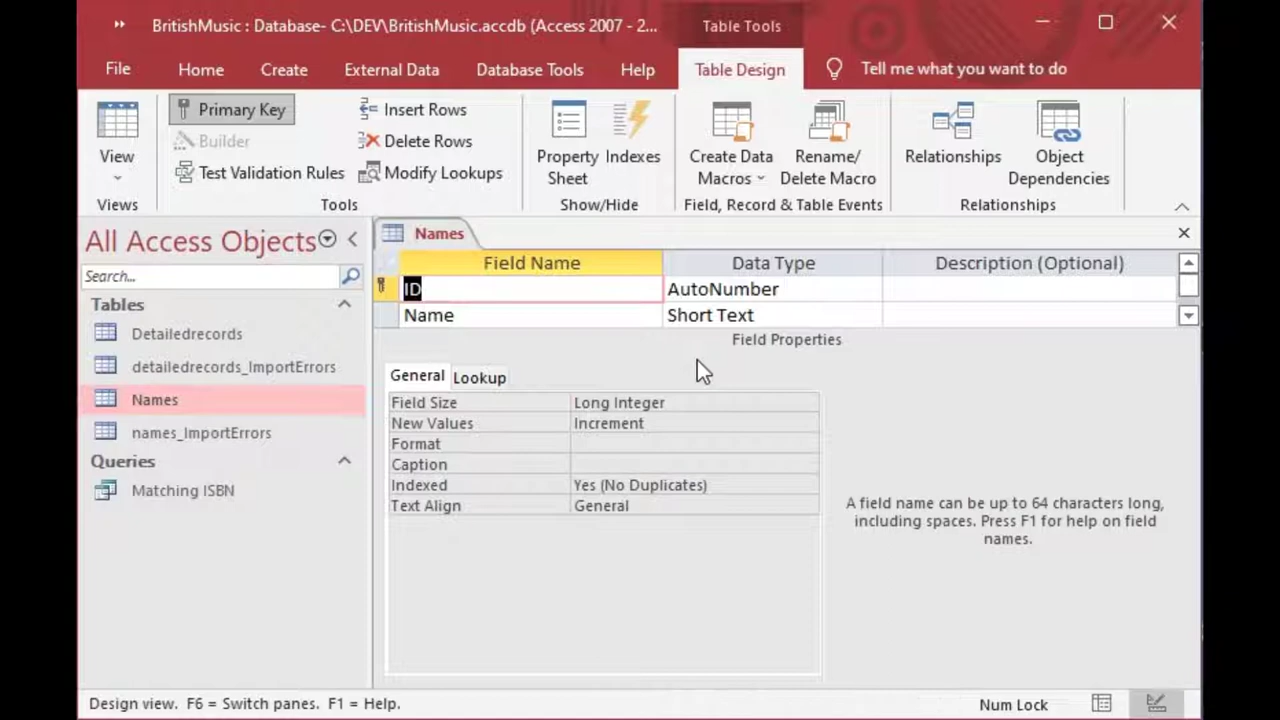 BritishMusic : Database- C:\DEV\BritishMusic.accdb (Access 2007 - 2...
Table Tools
File
Home
Create
External Data
Database Tools
Help
Table Design
Tell me what you want to do
View
Views
Primary Key
Builder
Test Validation Rules
Insert Rows
Delete Rows
Modify Lookups
Tools
Property
Sheet
Indexes
Show/Hide
Create Data
Macros
Rename/
Delete Macro
Field, Record & Table Events
Relationships
Object
Dependencies
Relationships
All Access Objects
Search...
Tables
Detailedrecords
detailedrecords_ImportErrors
Names
names_ImportErrors
Queries
Matching ISBN
Names
Field Name Data Type Description (Optional)
ID AutoNumber
Name Short Text
Field Properties
General Lookup
Field Size Long Integer
New Values Increment
Format
Caption
Indexed Yes (No Duplicates)
Text Align General
A field name can be up to 64 characters long,
including spaces. Press F1 for help on field
names.
Design view. F6 = Switch panes. F1 = Help.
Num Lock